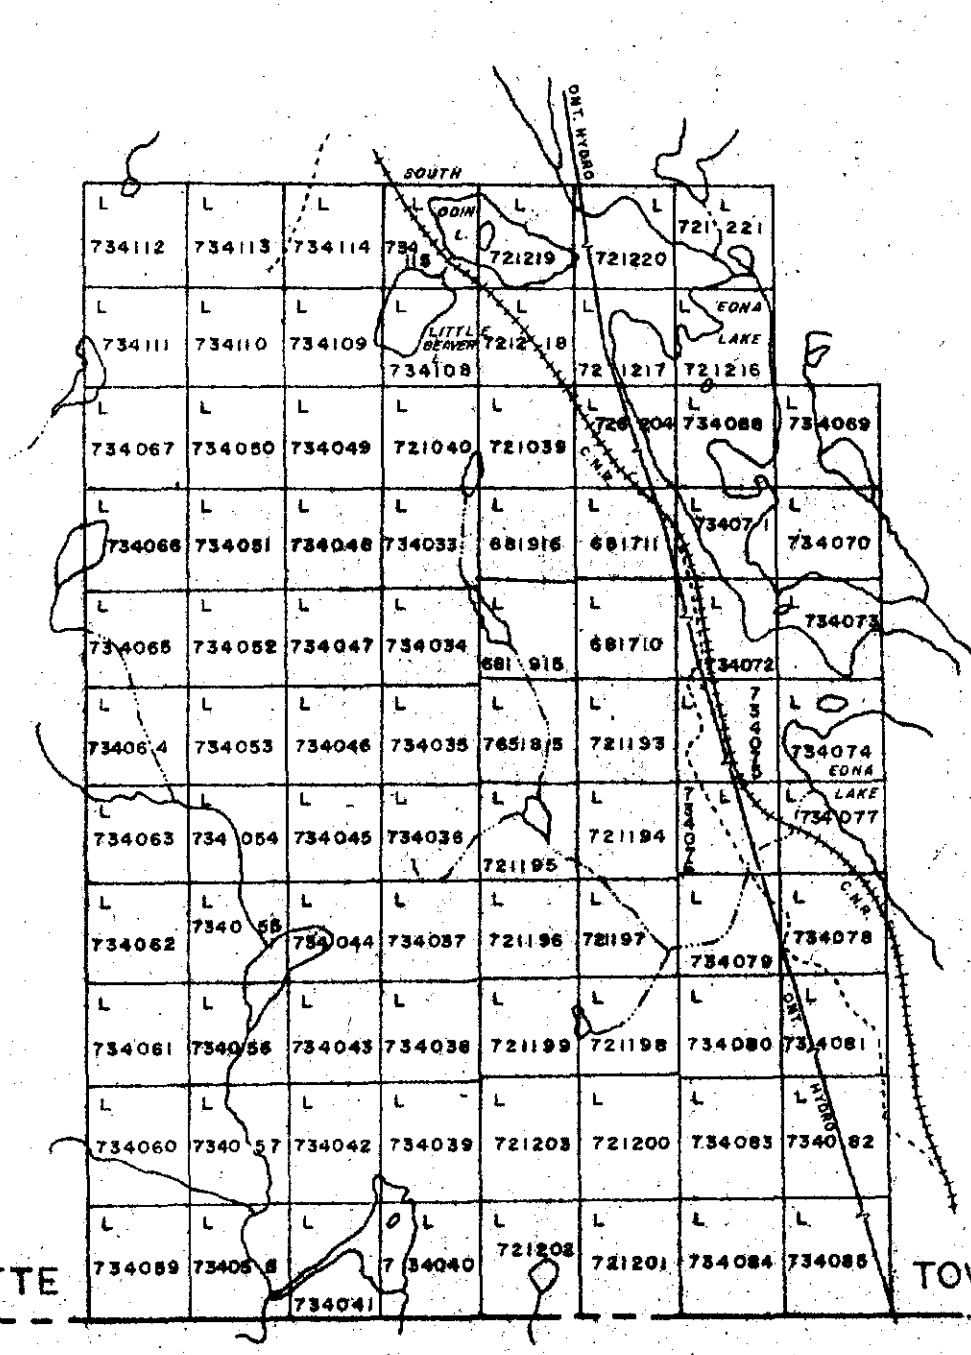 ONT. HYDRO
SOUTH
L L L L ODIN L L L
L.
734112 734113 734114 734115 721219 721220 721221
L L L L L L L EDNA
LITTLE BEAVER L LAKE
734111 734110 734109 734108 721218 721217 721216
L L L L L L L L
734067 734050 734049 721040 721039 726204 734068 734069
C.N.R.
L L L L L L L L
734066 734051 734048 734033 681916 681711 734071 734070
L L L L L L L L
734065 734052 734047 734034 681915 681710 734072 734073
L L L L L L L L
734064 734053 734046 734035 7651815 721193 734075 734074
EDNA
L L L L L L L L LAKE
734063 734054 734045 734036 721195 721194 734076 734077
C.N.R.
L L L L L L L
734062 734055 734044 734037 721196 721197 734079 734078
L L L L L L L ONT. L
734061 734056 734043 734038 721199 721198 734080 734081
HYDRO
L L L L L L L L
734060 734057 734042 734039 721203 721200 734083 734082
L L L L L L L L
734059 734058 734041 734040 721202 721201 734084 734085
TTE TOW